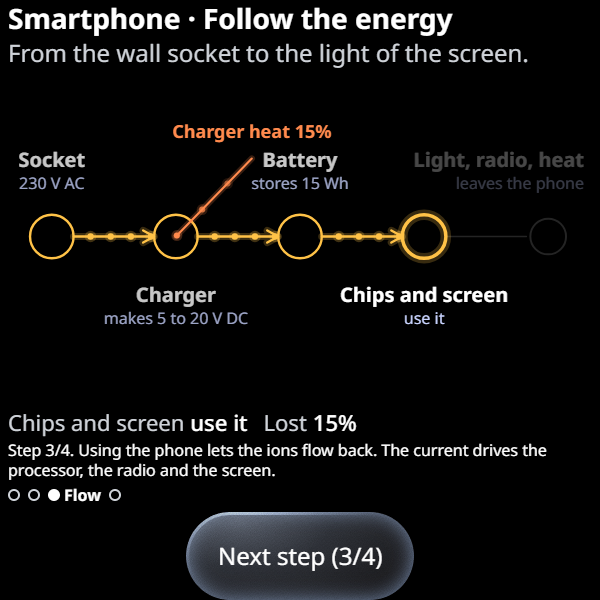 Smartphone · Follow the energy
From the wall socket to the light of the screen.
Charger heat 15%
Socket
230 V AC
Battery
stores 15 Wh
Light, radio, heat
leaves the phone
Charger
makes 5 to 20 V DC
Chips and screen
use it
Chips and screen use it Lost 15%
Step 3/4. Using the phone lets the ions flow back. The current drives the
processor, the radio and the screen.
Flow
Next step (3/4)